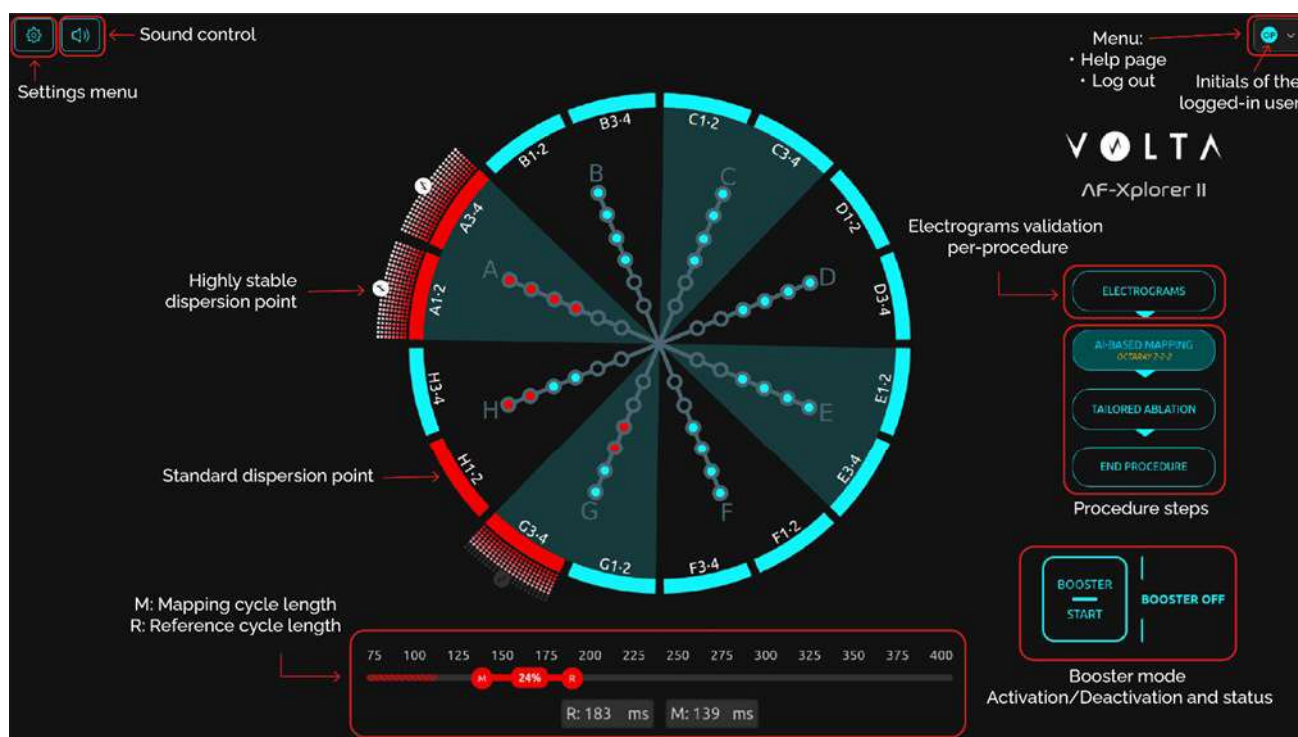 Sound control
Settings menu
Menu:
· Help page
· Log out
OP
Initials of the
logged-in user
VOLTA
AF-Xplorer II
Electrograms validation
per-procedure
ELECTROGRAMS
AI-BASED MAPPING
OCTARAY 2-2-2
TAILORED ABLATION
END PROCEDURE
Procedure steps
BOOSTER
START
BOOSTER OFF
Booster mode
Activation/Deactivation and status
B3·4
C1·2
B1·2
C3·4
A3·4
D1·2
A1·2
D3·4
H3·4
E1·2
H1·2
E3·4
G3·4
F1·2
G1·2
F3·4
B
C
A
D
H
E
G
F
Highly stable
dispersion point
Standard dispersion point
M: Mapping cycle length
R: Reference cycle length
75 100 125 150 175 200 225 250 275 300 325 350 375 400
M 24% R
R: 183 ms M: 139 ms